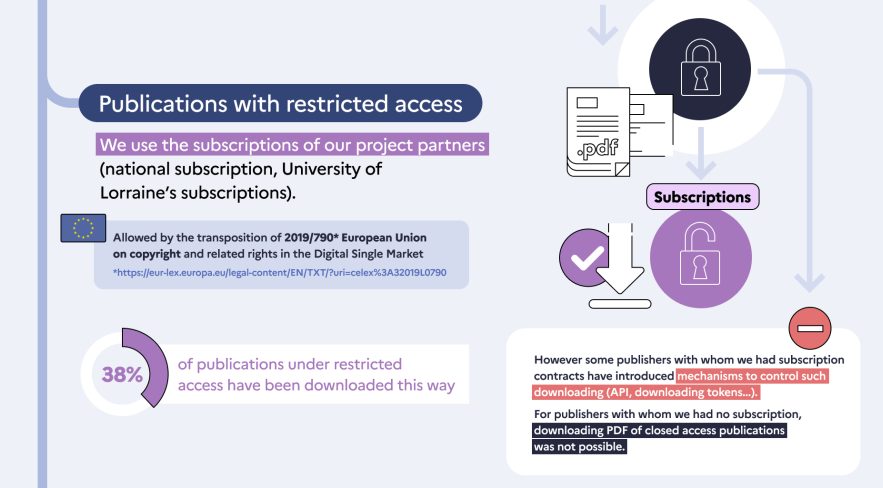 Publications with restricted access
We use the subscriptions of our project partners
(national subscription, University of
Lorraine’s subscriptions).
Allowed by the transposition of 2019/790* European Union
on copyright and related rights in the Digital Single Market
*https://eur-lex.europa.eu/legal-content/EN/TXT/?uri=celex%3A32019L0790
38%
of publications under restricted
access have been downloaded this way
.pdf
Subscriptions
However some publishers with whom we had subscription
contracts have introduced mechanisms to control such
downloading (API, downloading tokens...).
For publishers with whom we had no subscription,
downloading PDF of closed access publications
was not possible.